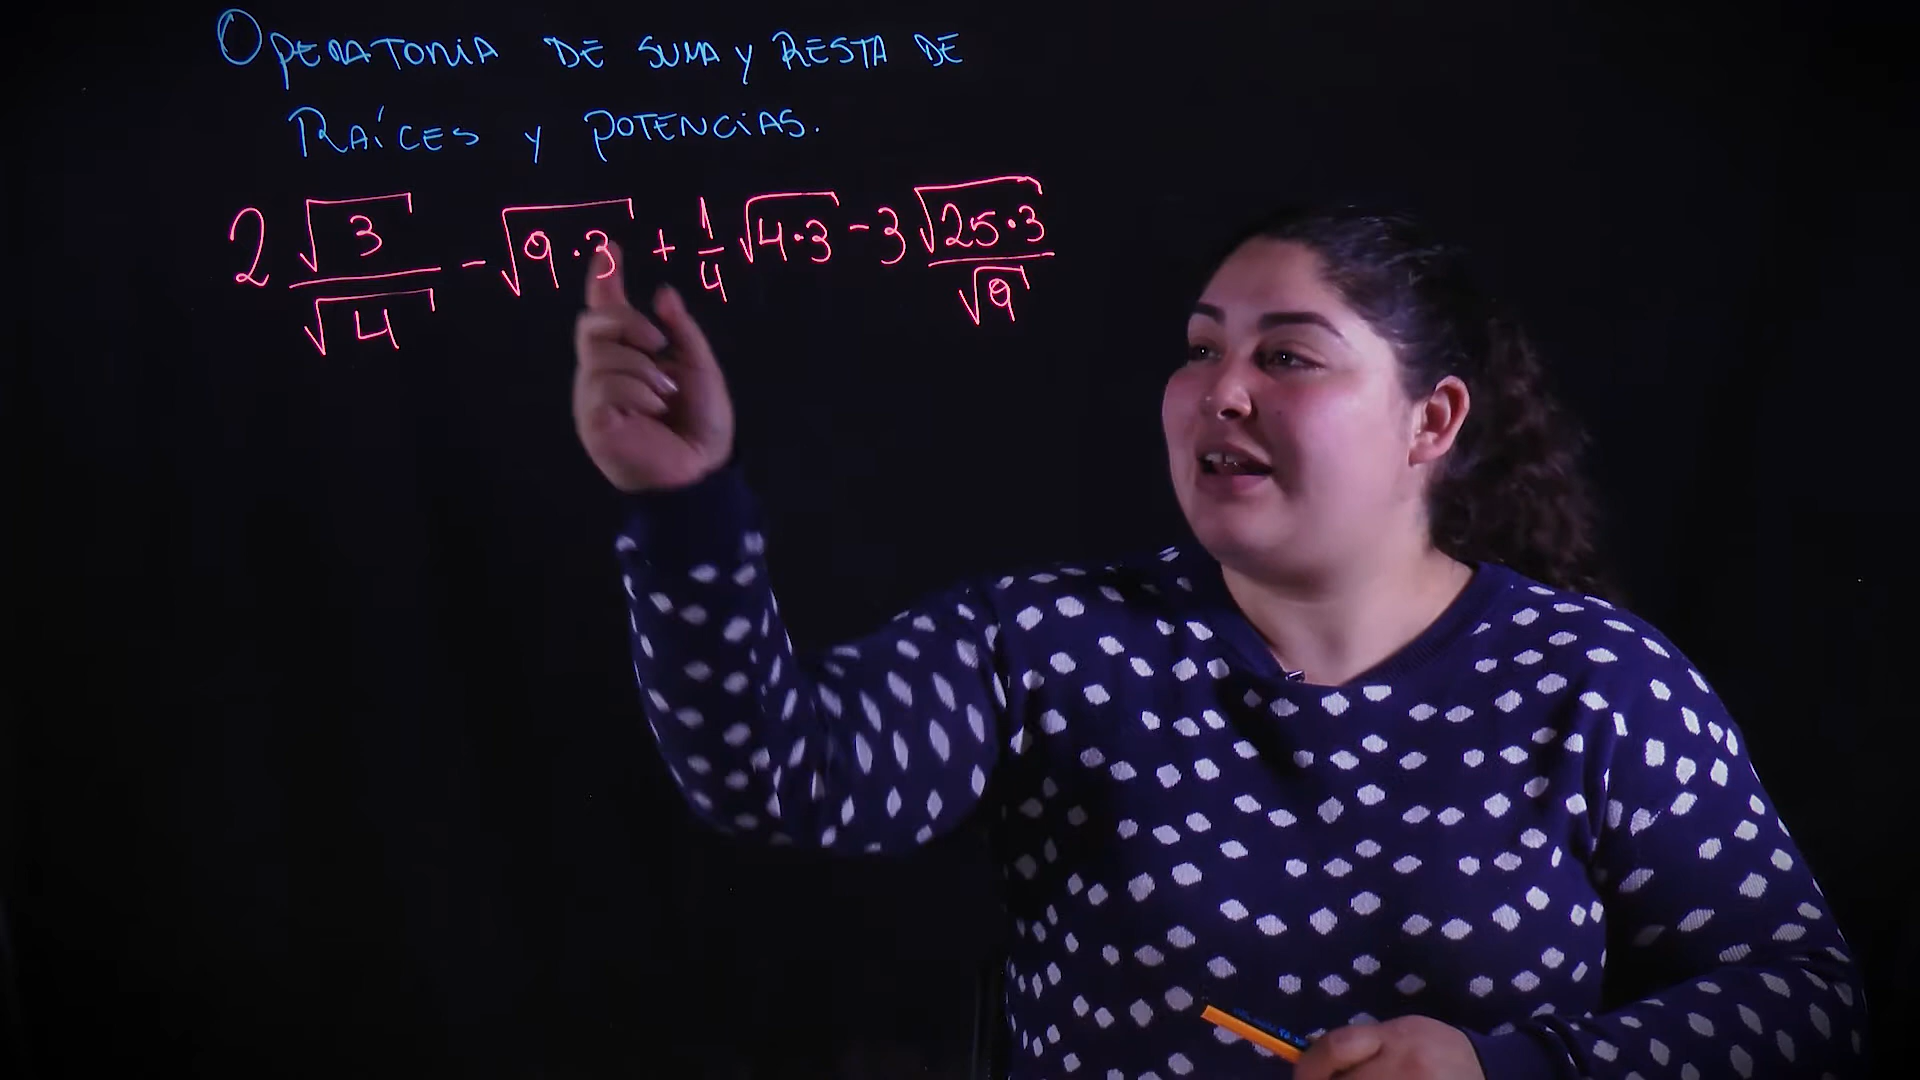 OPERATORIA DE SUMA Y RESTA DE
RAÍCES Y POTENCIAS.
2 √3/√4 - √9·3 + 1/4 √4·3 - 3 √25·3/√9